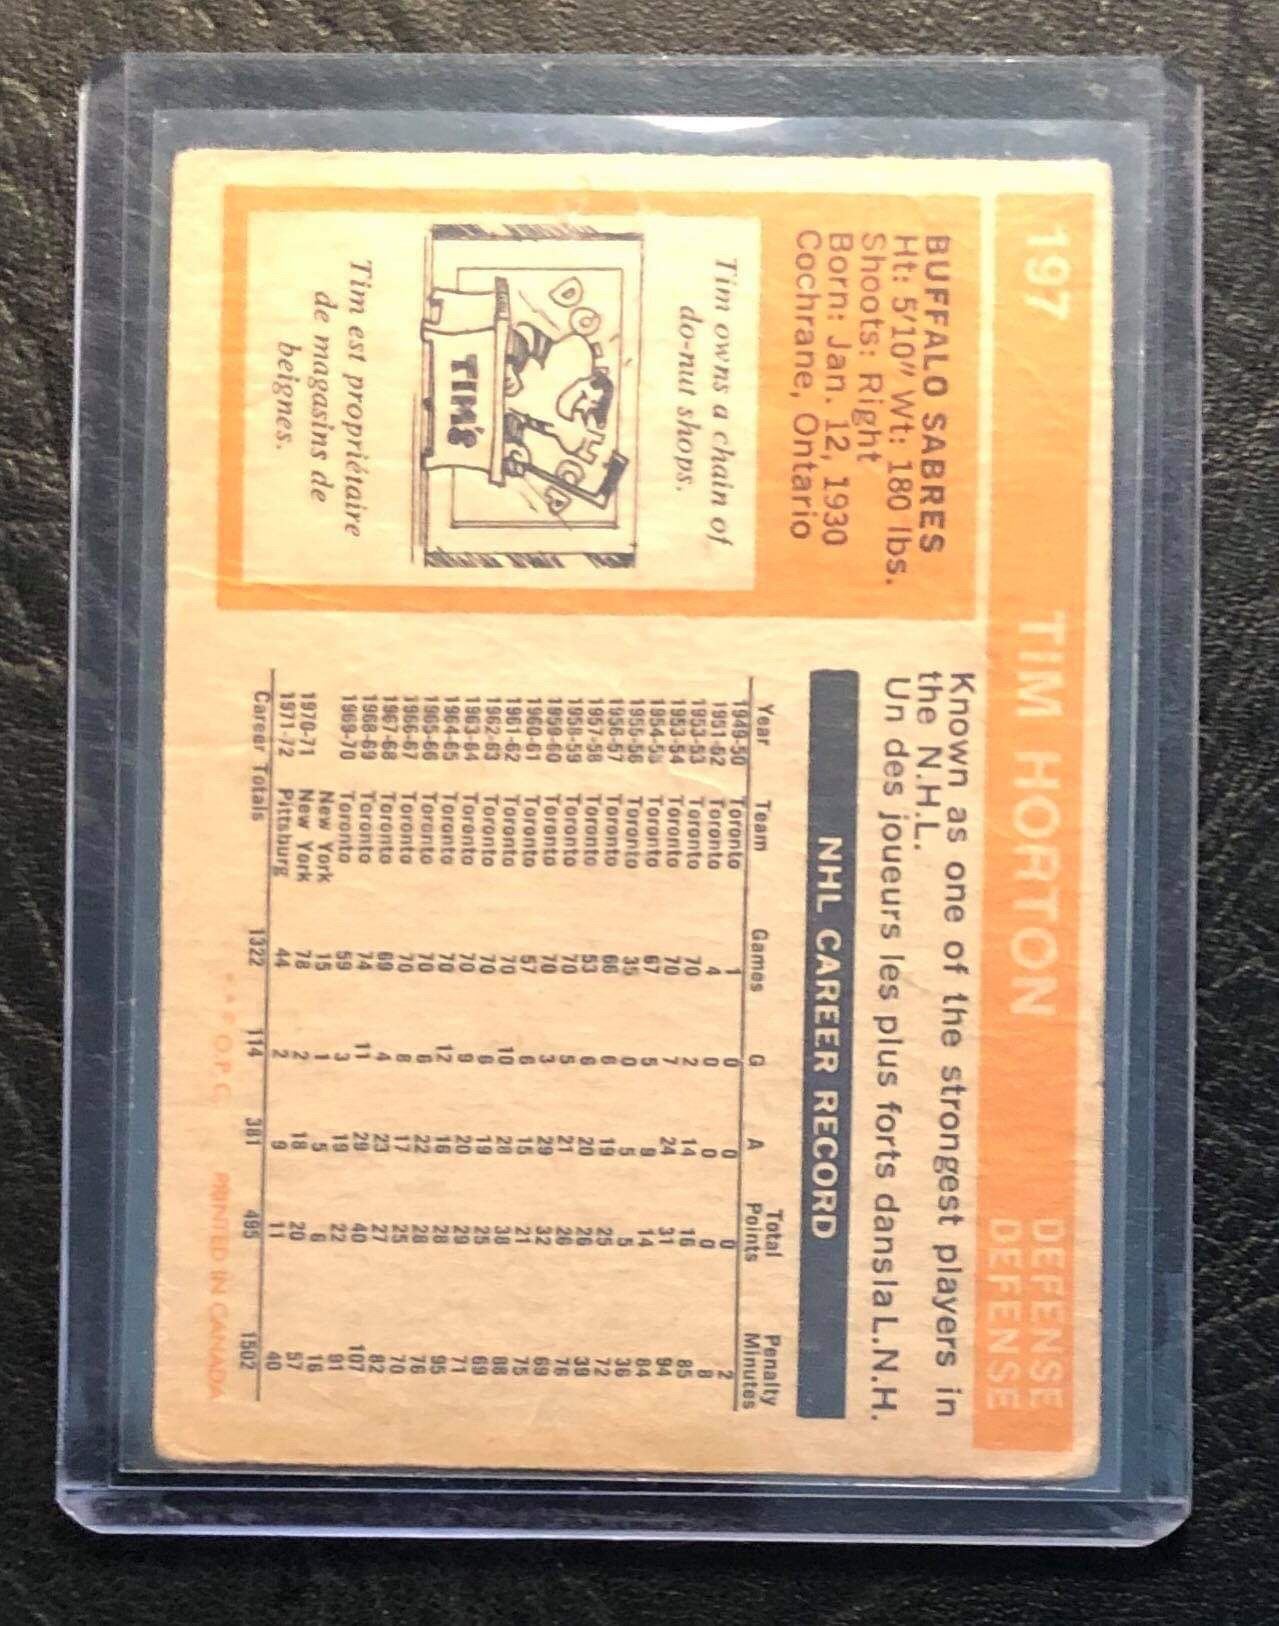 197 TIM HORTON DEFENSE
DEFENSE
BUFFALO SABRES
Ht: 5'10" Wt: 180 lbs.
Shoots: Right
Born: Jan. 12, 1930
Cochrane, Ontario
Tim owns a chain of
do-nut shops.
DO
TIM'S
Tim est propriétaire
de magasins de
beignes.
Known as one of the strongest players in
the N.H.L.
Un des joueurs les plus forts dansla L.N.H.
NHL CAREER RECORD
Year Team Games G A Total Points Penalty Minutes
1949-50 Toronto 1 0 0 0 2
1951-52 Toronto 4 0 0 0 8
1953-53 Toronto 70 2 14 16 85
1953-54 Toronto 70 7 24 31 94
1954-55 Toronto 67 5 9 14 84
1955-56 Toronto 35 0 5 5 36
1956-57 Toronto 66 6 19 25 72
1957-58 Toronto 53 6 20 26 39
1958-59 Toronto 70 5 21 26 76
1959-60 Toronto 70 3 29 32 69
1960-61 Toronto 57 6 15 21 75
1961-62 Toronto 70 10 28 38 88
1962-63 Toronto 70 6 19 25 69
1963-64 Toronto 70 9 20 29 71
1964-65 Toronto 70 12 16 28 95
1965-66 Toronto 70 6 22 28 76
1966-67 Toronto 70 8 17 25 70
1967-68 Toronto 69 4 23 27 82
1968-69 Toronto 74 11 29 40 107
1969-70 Toronto 59 3 19 22 91
New York 15 1 5 6 16
1970-71 New York 78 2 18 20 57
1971-72 Pittsburg 44 2 9 11 40
Career Totals 1322 114 381 495 1502
* * * O.P.C. PRINTED IN CANADA